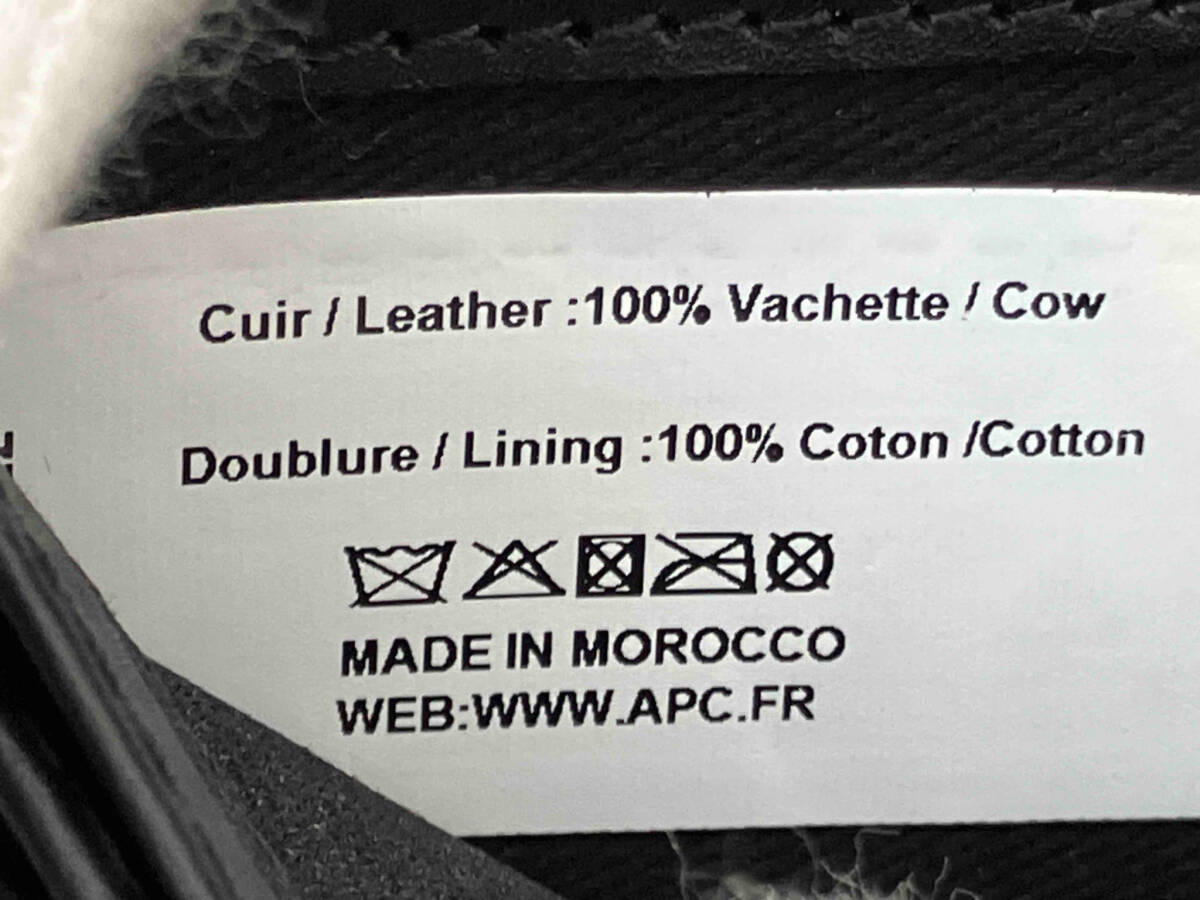 Cuir / Leather :100% Vachette / Cow
Doublure / Lining :100% Coton /Cotton
MADE IN MOROCCO
WEB:WWW.APC.FR